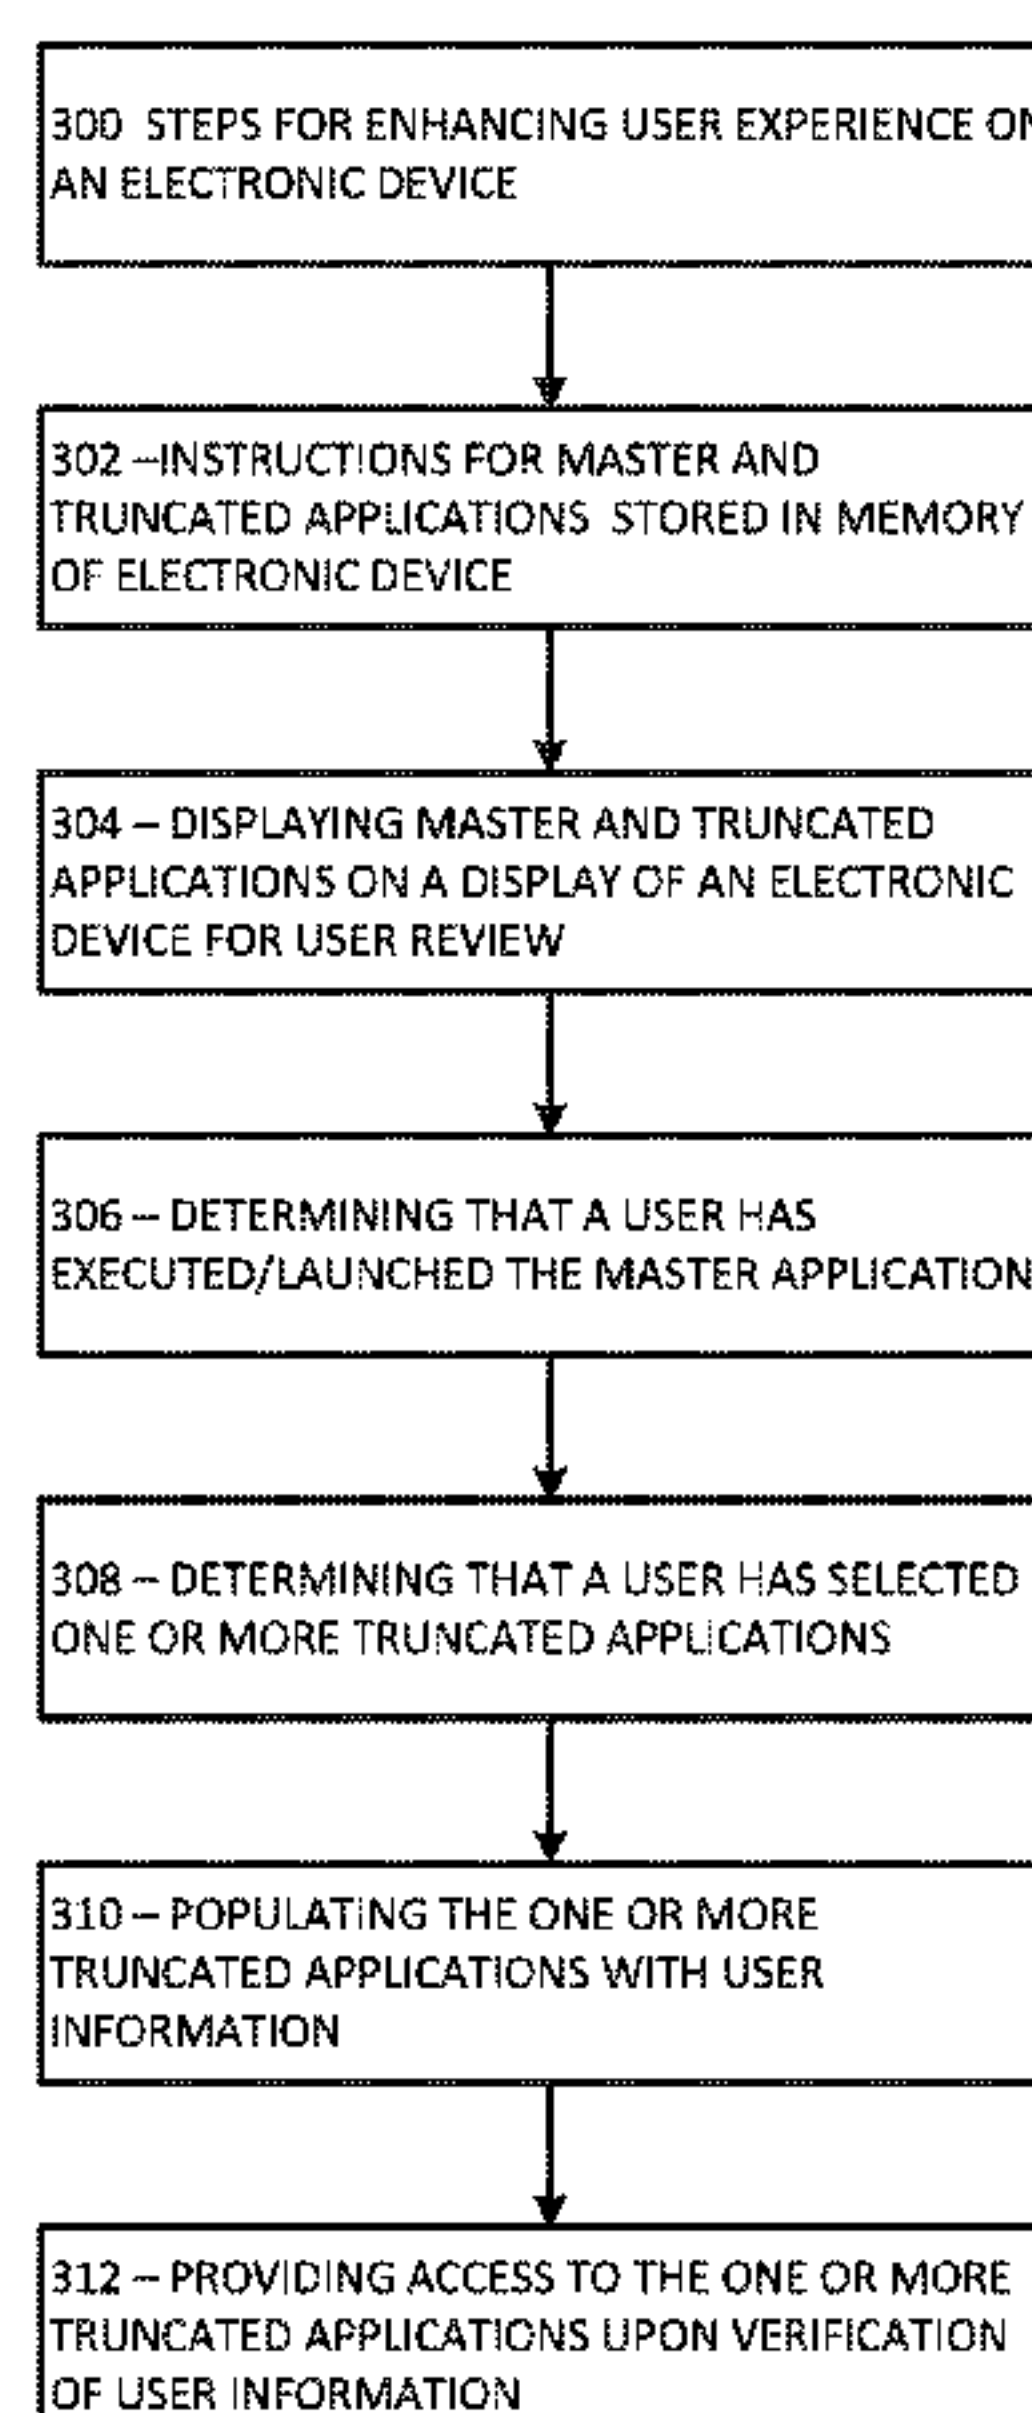 300 STEPS FOR ENHANCING USER EXPERIENCE ON
AN ELECTRONIC DEVICE
302 –INSTRUCTIONS FOR MASTER AND
TRUNCATED APPLICATIONS STORED IN MEMORY
OF ELECTRONIC DEVICE
304 – DISPLAYING MASTER AND TRUNCATED
APPLICATIONS ON A DISPLAY OF AN ELECTRONIC
DEVICE FOR USER REVIEW
306 – DETERMINING THAT A USER HAS
EXECUTED/LAUNCHED THE MASTER APPLICATION
308 – DETERMINING THAT A USER HAS SELECTED
ONE OR MORE TRUNCATED APPLICATIONS
310 – POPULATING THE ONE OR MORE
TRUNCATED APPLICATIONS WITH USER
INFORMATION
312 – PROVIDING ACCESS TO THE ONE OR MORE
TRUNCATED APPLICATIONS UPON VERIFICATION
OF USER INFORMATION